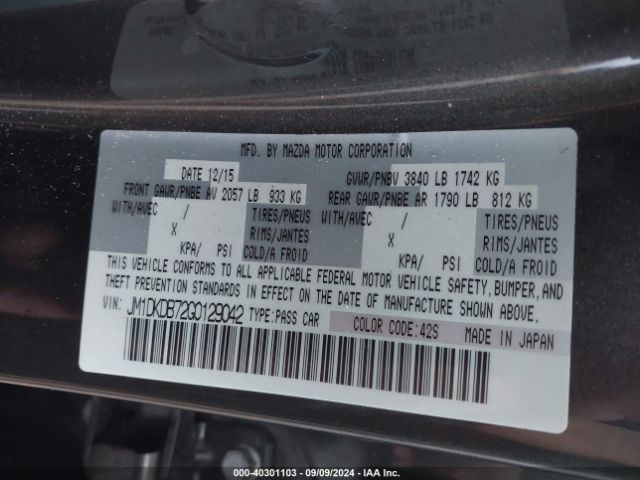 MFD. BY MAZDA MOTOR CORPORATION
DATE 12/15 GVWR/PNBV 3840 LB 1742 KG
FRONT GAWR/PNBE AV 2057 LB 933 KG REAR GAWR/PNBE AR 1790 LB 812 KG
WITH/AVEC / TIRES/PNEUS WITH/AVEC / TIRES/PNEUS
X RIMS/JANTES X RIMS/JANTES
KPA/ PSI COLD/A FROID KPA/ PSI COLD/A FROID
THIS VEHICLE CONFORMS TO ALL APPLICABLE FEDERAL MOTOR VEHICLE SAFETY, BUMPER, AND
THEFT PREVENTION STANDARDS IN EFFECT ON THE DATE OF MANUFACTURE SHOWN ABOVE.
VIN: JM1DKDB72G0129042 TYPE:PASS CAR COLOR CODE:42S MADE IN JAPAN
000-40301103 - 09/09/2024 - IAA Inc.